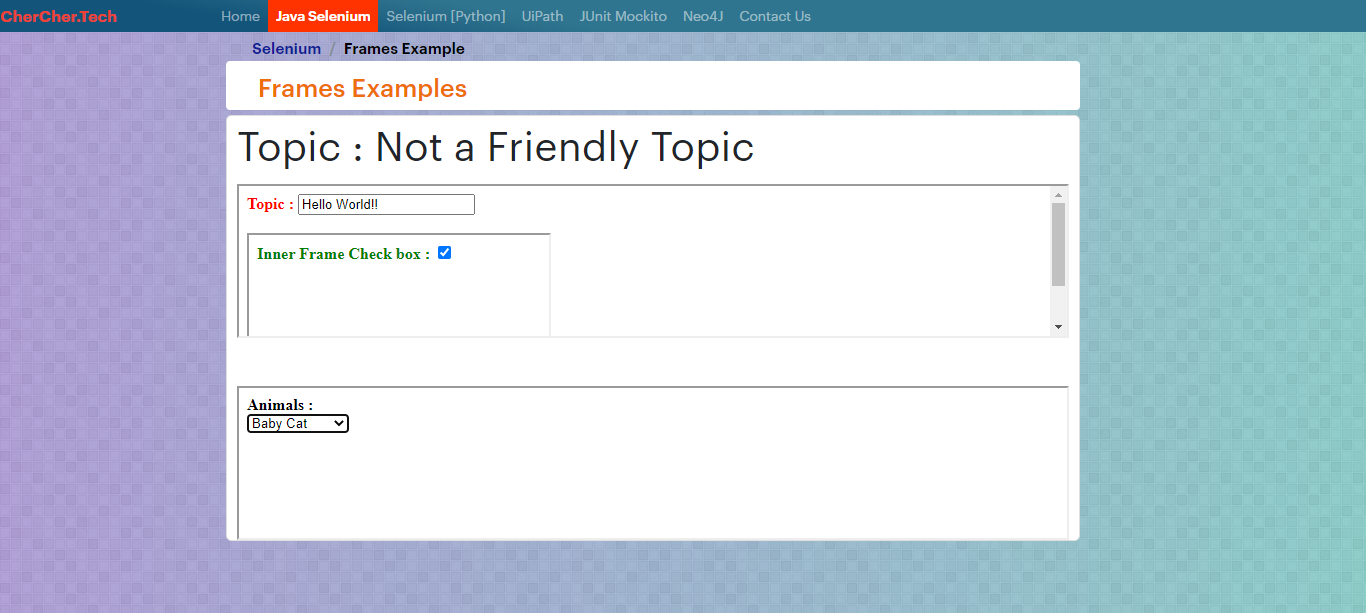 CherCher.Tech Home Java Selenium Selenium [Python] UiPath JUnit Mockito Neo4J Contact Us
Selenium / Frames Example
Frames Examples
Topic : Not a Friendly Topic
Topic : Hello World!!
Inner Frame Check box :
Animals :
Baby Cat